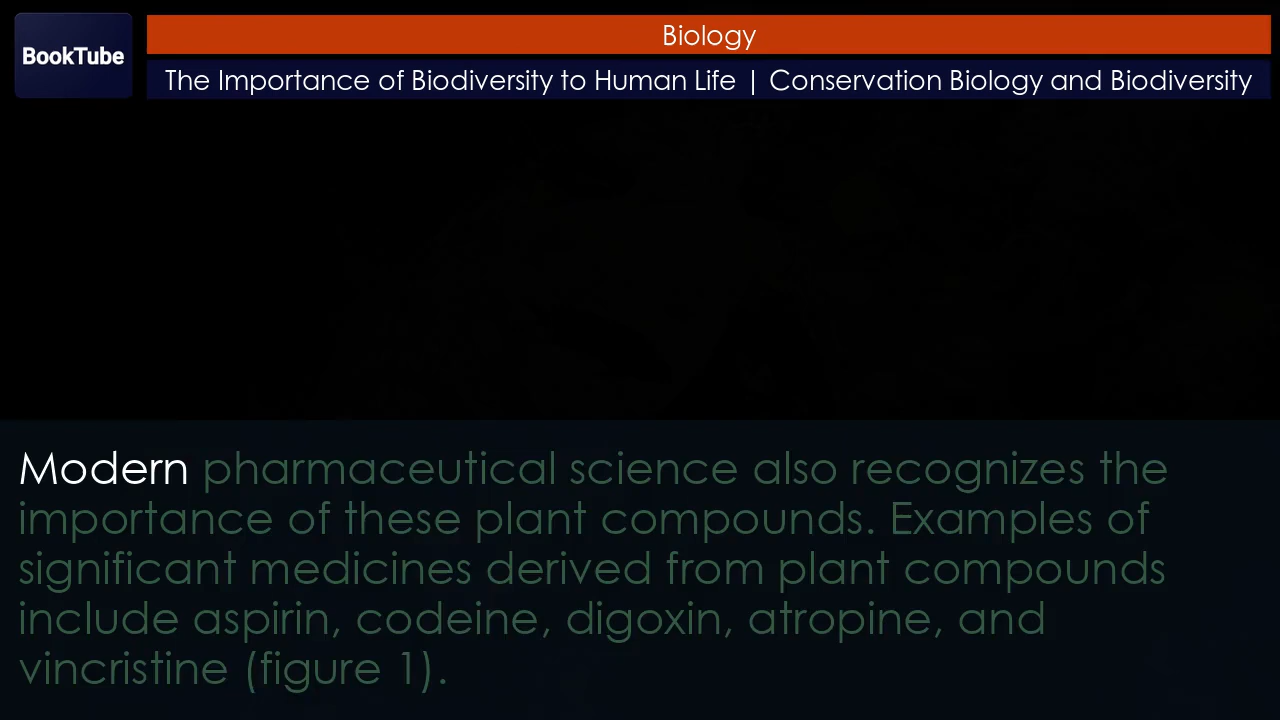 BookTube
Biology
The Importance of Biodiversity to Human Life | Conservation Biology and Biodiversity
Modern pharmaceutical science also recognizes the
importance of these plant compounds. Examples of
significant medicines derived from plant compounds
include aspirin, codeine, digoxin, atropine, and
vincristine (figure 1).